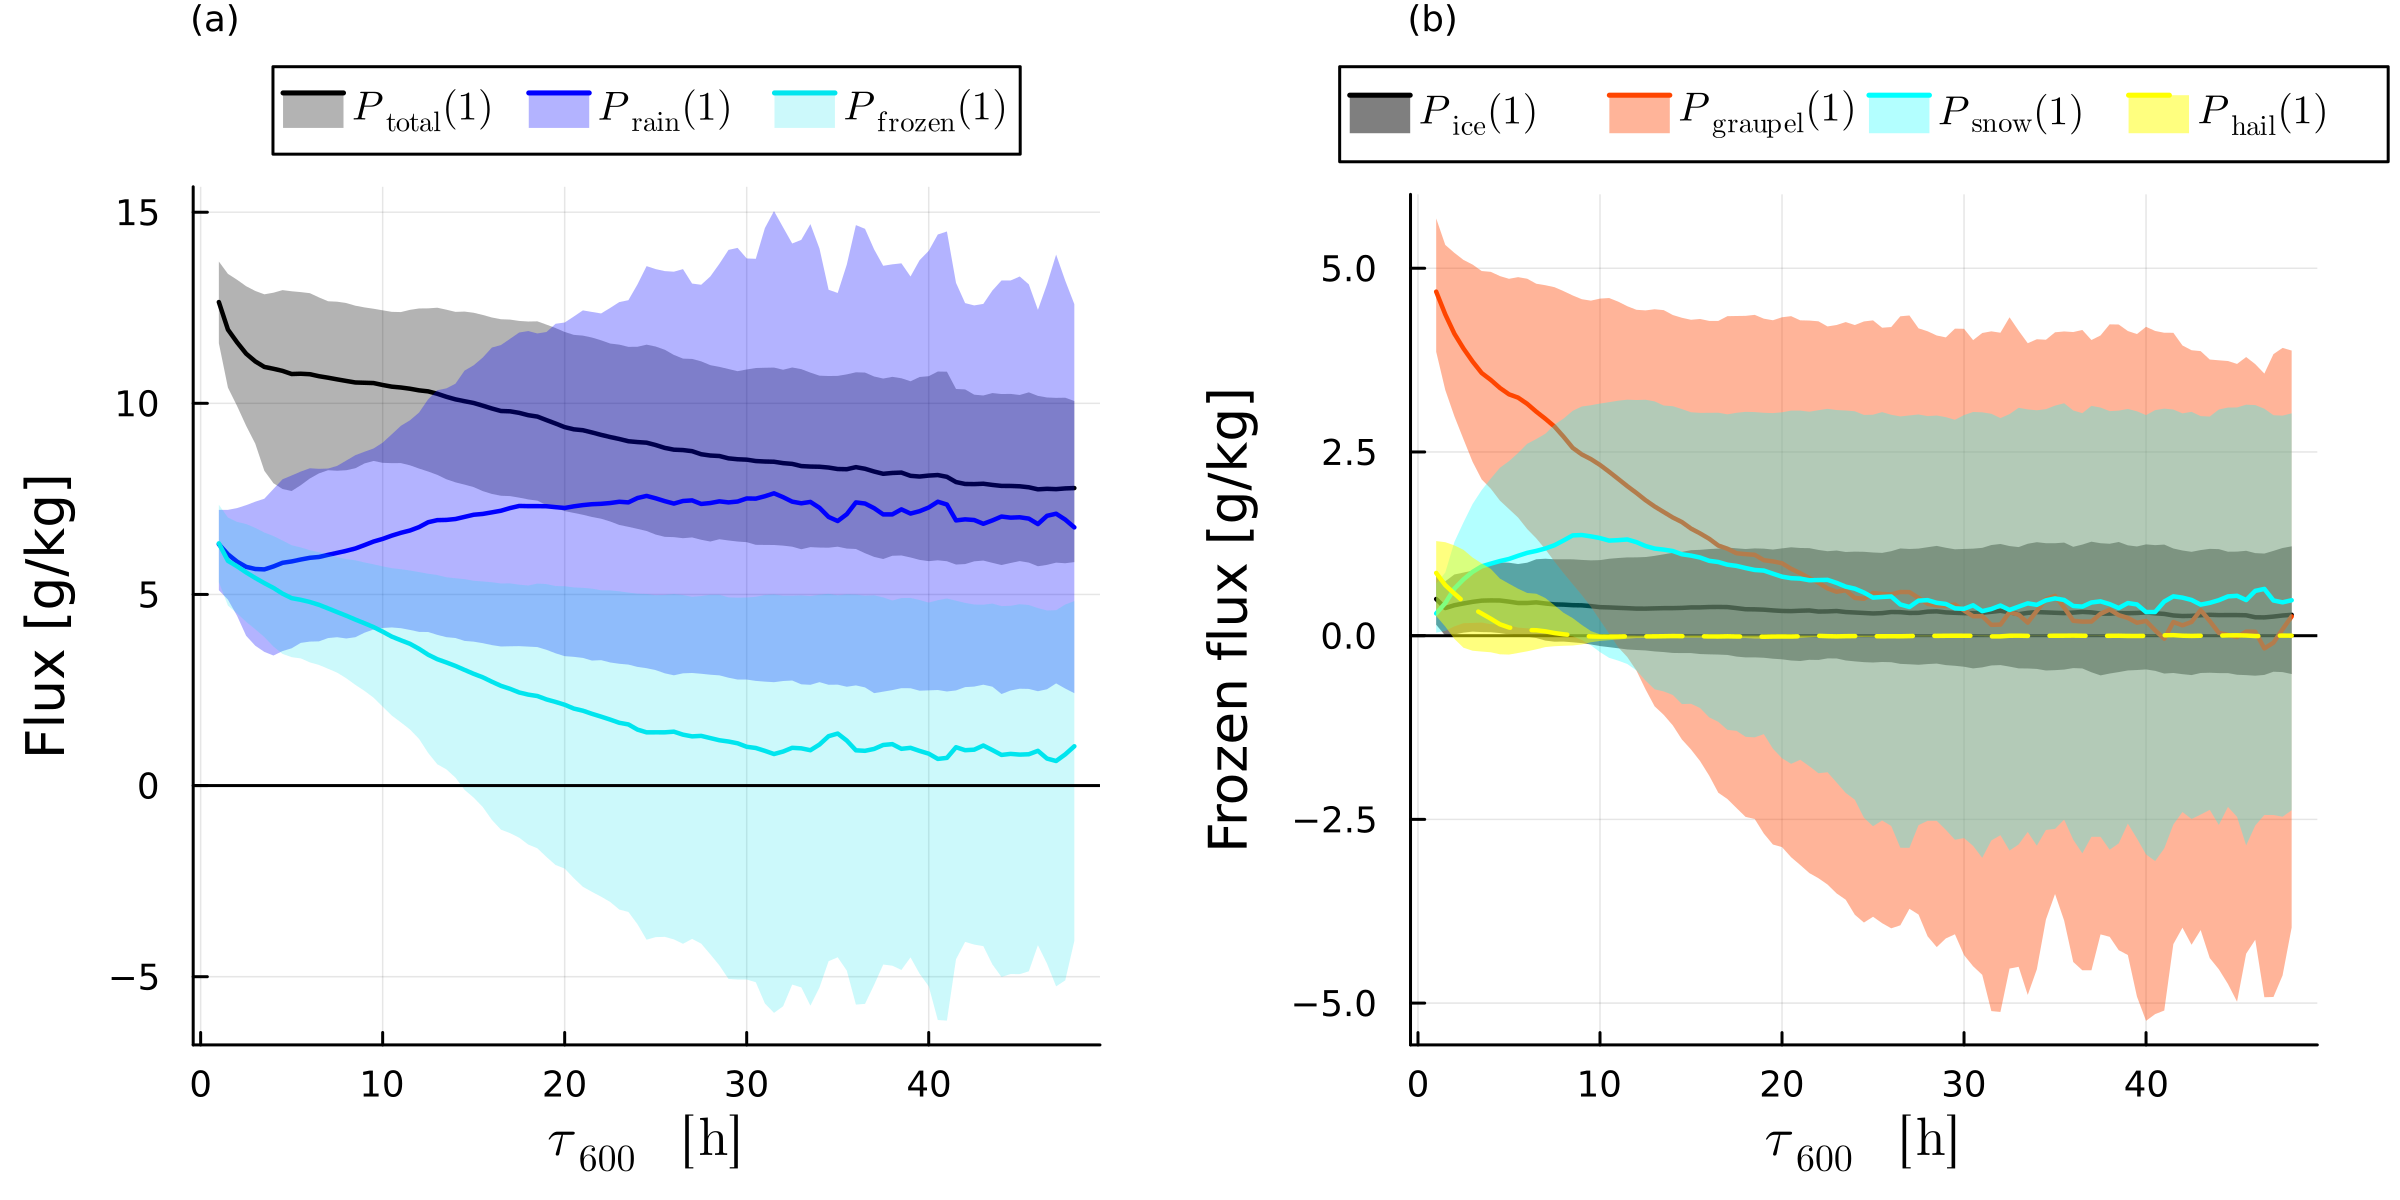 (a)
P_total(1) P_rain(1) P_frozen(1)
Flux [g/kg]
15
10
5
0
−5
0 10 20 30 40
τ_600 [h]
(b)
P_ice(1) P_graupel(1) P_snow(1) P_hail(1)
Frozen flux [g/kg]
5.0
2.5
0.0
−2.5
−5.0
0 10 20 30 40
τ_600 [h]